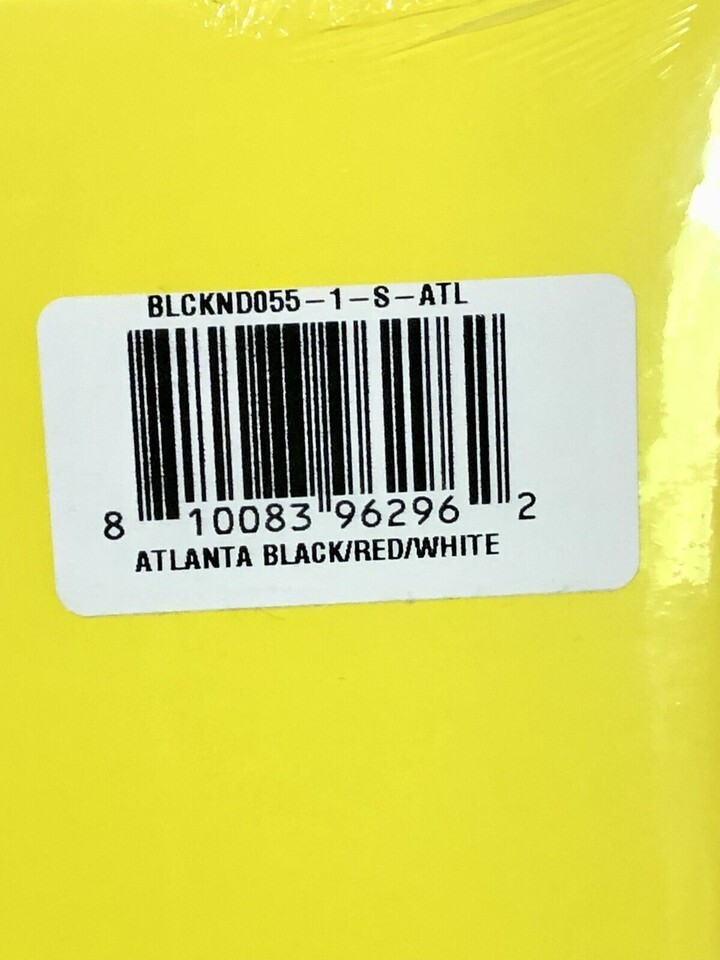 BLCKND055-1-S-ATL
8 10083 96296 2
ATLANTA BLACK/RED/WHITE